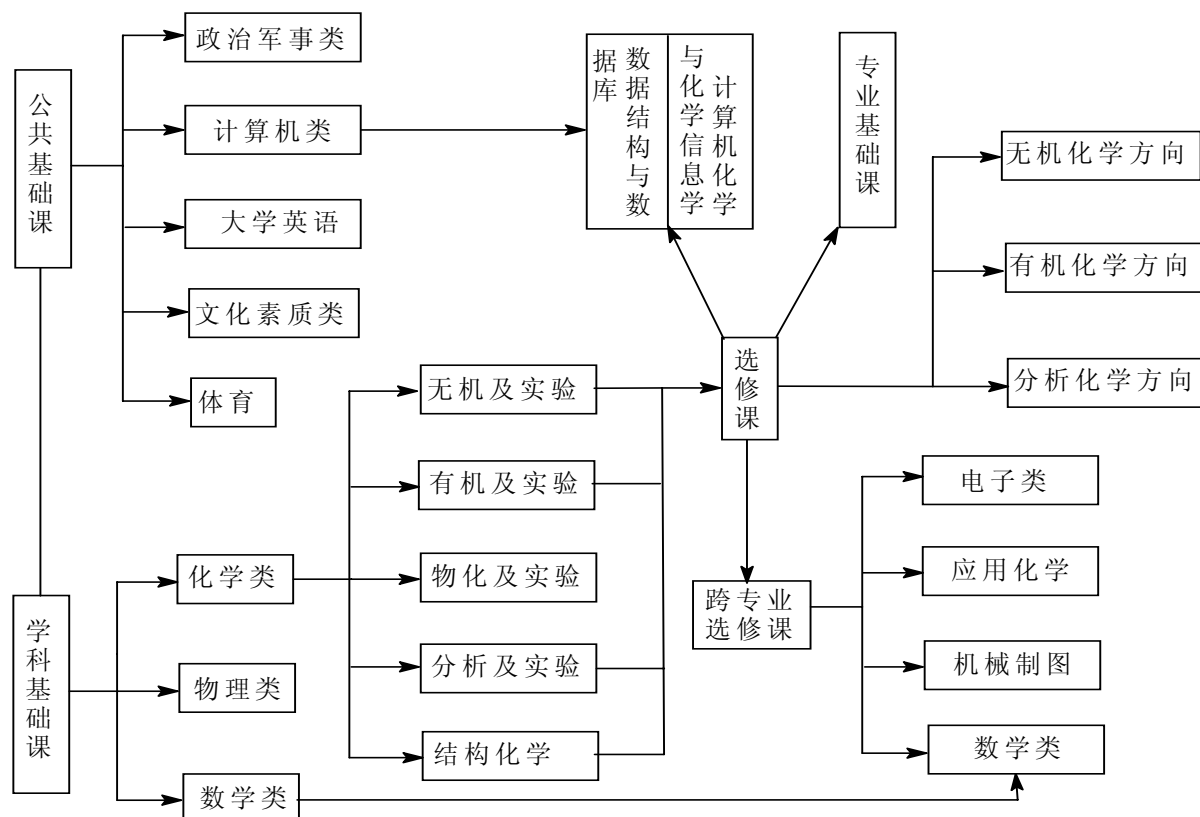 公共基础课
政治军事类
计算机类
大学英语
文化素质类
体育
数据结构与数
据库
计算机化学
与化学信息学
专业基础课
无机化学方向
有机化学方向
分析化学方向
选修课
无机及实验
有机及实验
物化及实验
分析及实验
结构化学
学科基础课
化学类
物理类
数学类
跨专业
选修课
电子类
应用化学
机械制图
数学类